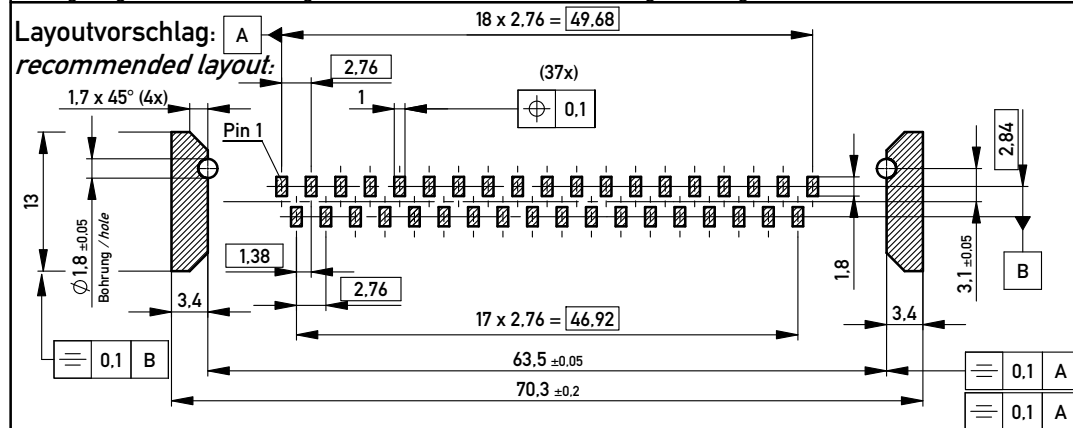 18 x 2,76 = 49,68
Layoutvorschlag: A
recommended layout:
2,76
(37x)
1,7 x 45° (4x)
1
⌖ 0,1
Pin 1
2,84
13
⌀ 1,8 ±0,05
Bohrung / hole
1,8
3,1 ±0,05
B
1,38
2,76
3,4
3,4
17 x 2,76 = 46,92
⌯ 0,1 B
63,5 ±0,05
⌯ 0,1 A
70,3 ±0,2
⌯ 0,1 A